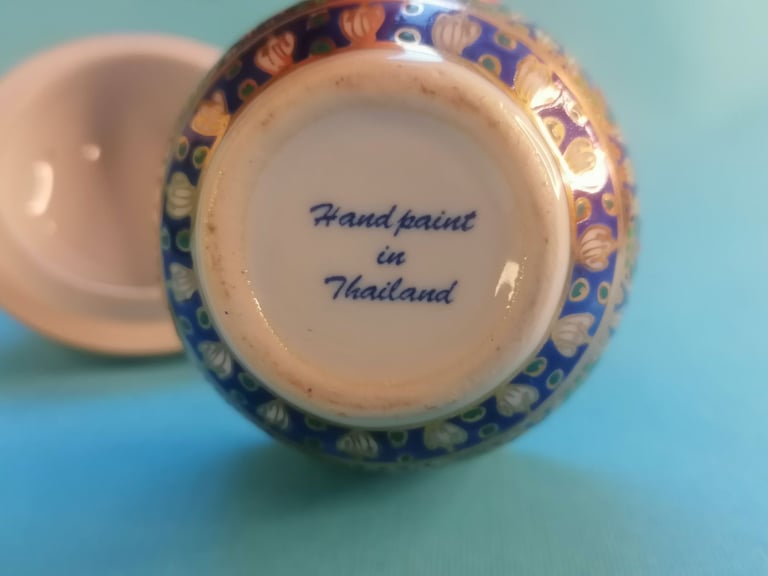 Hand paint
in
Thailand